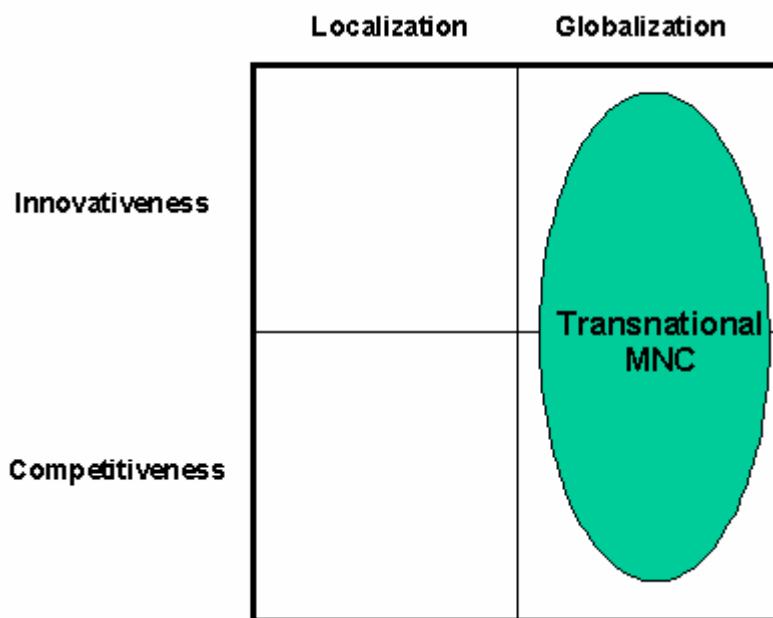 Localization Globalization
Innovativeness
Transnational
MNC
Competitiveness